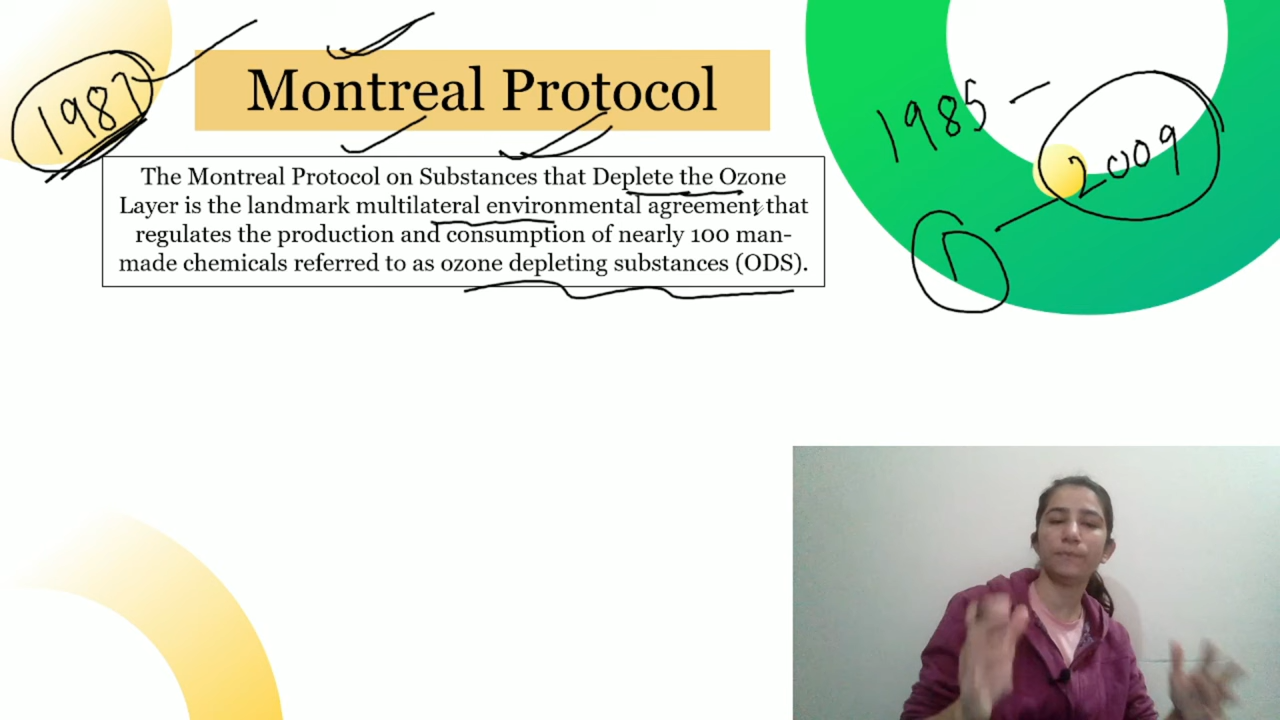 1987
Montreal Protocol
1985 -
2009
The Montreal Protocol on Substances that Deplete the Ozone
Layer is the landmark multilateral environmental agreement that
regulates the production and consumption of nearly 100 man-
made chemicals referred to as ozone depleting substances (ODS).